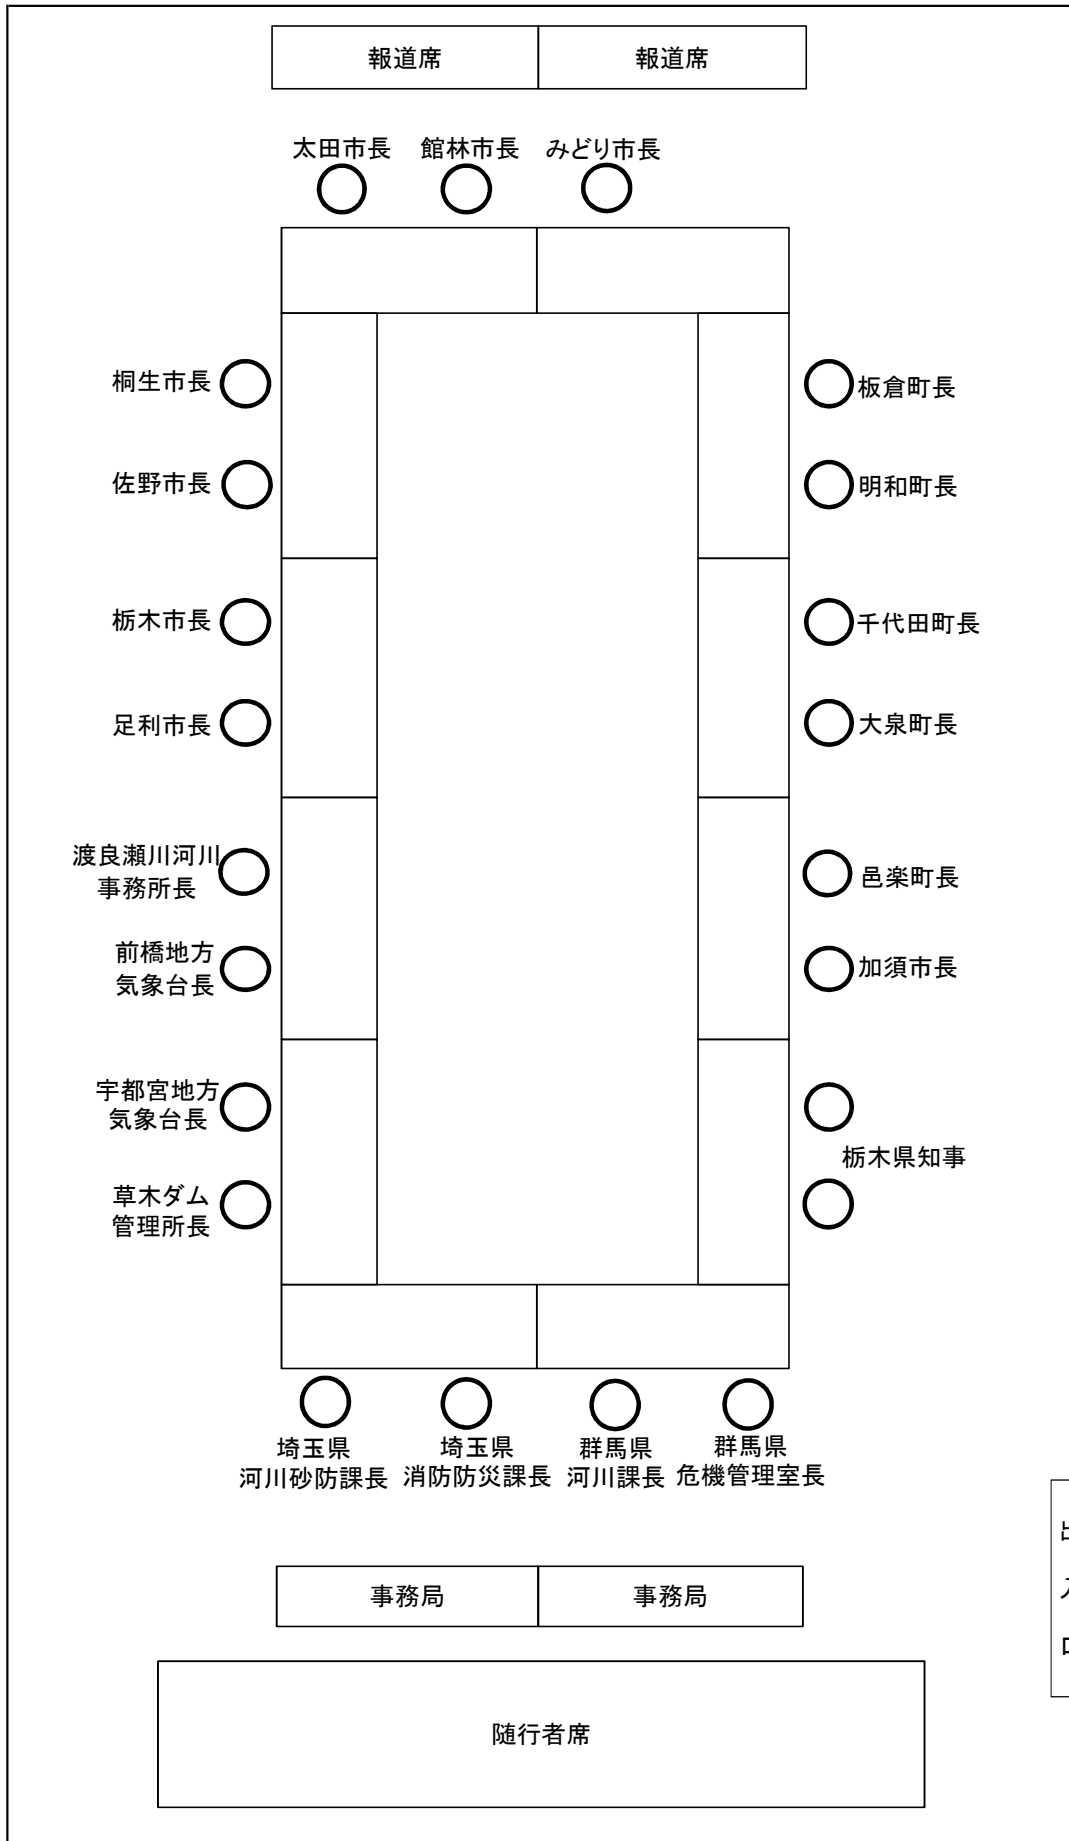 報道席 報道席
太田市長 館林市長 みどり市長
桐生市長 板倉町長
佐野市長 明和町長
栃木市長 千代田町長
足利市長 大泉町長
渡良瀬川河川
事務所長
邑楽町長
前橋地方
気象台長
加須市長
宇都宮地方
気象台長
栃木県知事
草木ダム
管理所長
埼玉県
河川砂防課長
埼玉県
消防防災課長
群馬県
河川課長
群馬県
危機管理室長
事務局 事務局
随行者席